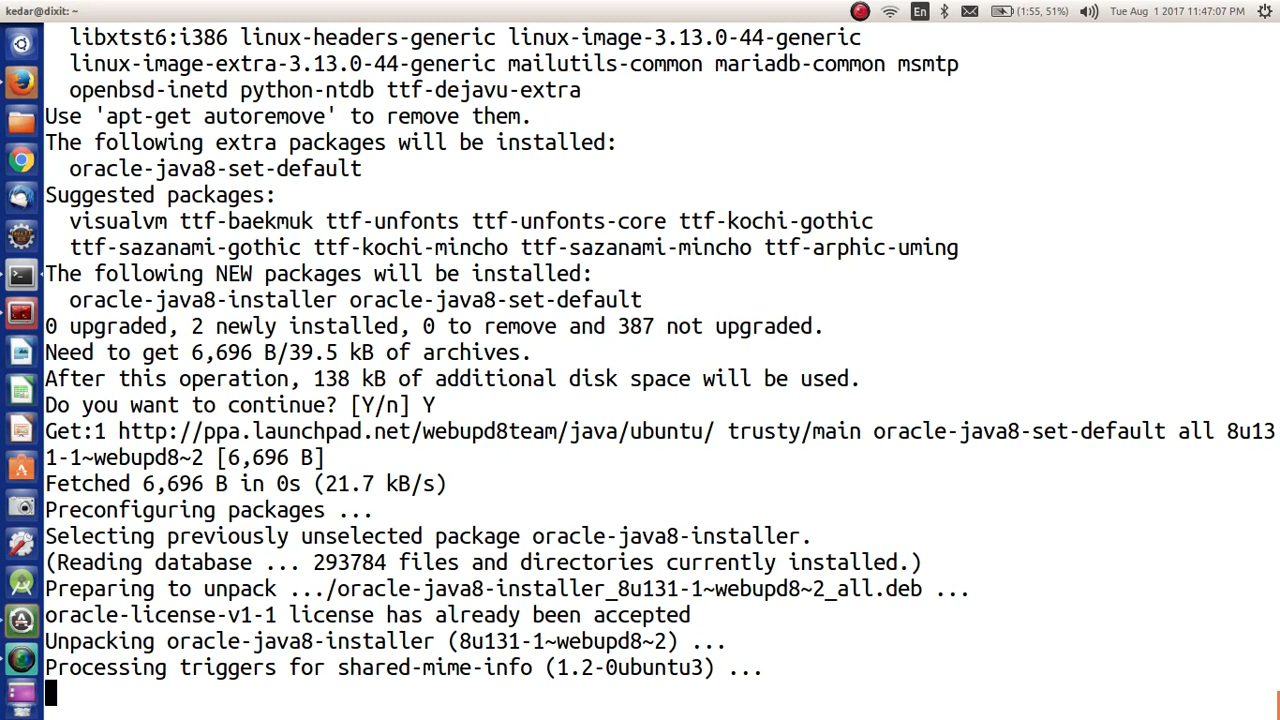 kedar@dixit: ~
En
(1:55, 51%)
Tue Aug 1 2017 11:47:07 PM
libxtst6:i386 linux-headers-generic linux-image-3.13.0-44-generic
linux-image-extra-3.13.0-44-generic mailutils-common mariadb-common msmtp
openbsd-inetd python-ntdb ttf-dejavu-extra
Use 'apt-get autoremove' to remove them.
The following extra packages will be installed:
oracle-java8-set-default
Suggested packages:
visualvm ttf-baekmuk ttf-unfonts ttf-unfonts-core ttf-kochi-gothic
ttf-sazanami-gothic ttf-kochi-mincho ttf-sazanami-mincho ttf-arphic-uming
The following NEW packages will be installed:
oracle-java8-installer oracle-java8-set-default
0 upgraded, 2 newly installed, 0 to remove and 387 not upgraded.
Need to get 6,696 B/39.5 kB of archives.
After this operation, 138 kB of additional disk space will be used.
Do you want to continue? [Y/n] Y
Get:1 http://ppa.launchpad.net/webupd8team/java/ubuntu/ trusty/main oracle-java8-set-default all 8u13
1-1~webupd8~2 [6,696 B]
Fetched 6,696 B in 0s (21.7 kB/s)
Preconfiguring packages ...
Selecting previously unselected package oracle-java8-installer.
(Reading database ... 293784 files and directories currently installed.)
Preparing to unpack .../oracle-java8-installer_8u131-1~webupd8~2_all.deb ...
oracle-license-v1-1 license has already been accepted
Unpacking oracle-java8-installer (8u131-1~webupd8~2) ...
Processing triggers for shared-mime-info (1.2-0ubuntu3) ...